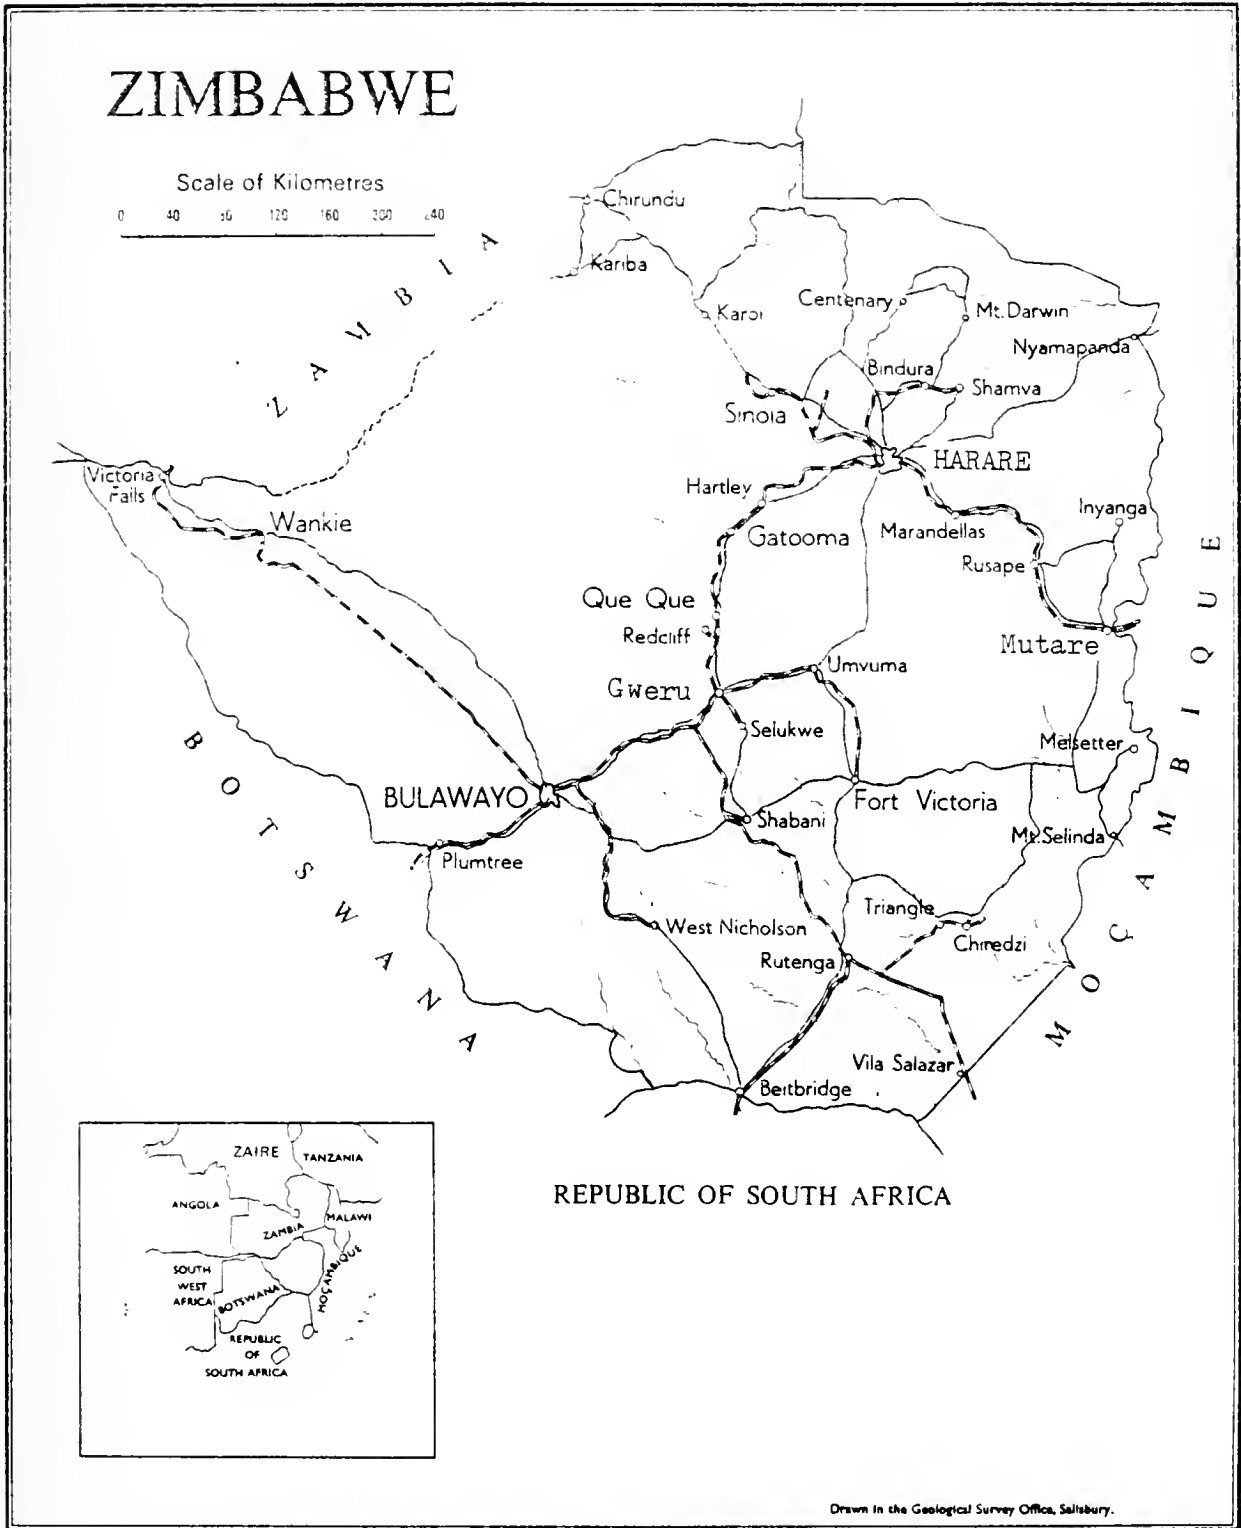 ZIMBABWE
Scale of Kilometres
0 40 80 120 160 200 240
ZAMBIA
Chirundu
Kariba
Karoi
Centenary
Mt. Darwin
Nyamapanda
Bindura
Shamva
Sinoia
HARARE
Victoria
Falls
Wankie
Hartley
Gatooma
Marandellas
Inyanga
Rusape
Que Que
Redcliff
Mutare
Umvuma
Gweru
Selukwe
Melsetter
BULAWAYO
Fort Victoria
Shabani
Mt. Selinda
Plumtree
BOTSWANA
MOÇAMBIQUE
Triangle
West Nicholson
Chiredzi
Rutenga
Vila Salazar
Beitbridge
REPUBLIC OF SOUTH AFRICA
ZAIRE
TANZANIA
ANGOLA
MALAWI
ZAMBIA
SOUTH
WEST
AFRICA
BOTSWANA
MOÇAMBIQUE
REPUBLIC
OF
SOUTH AFRICA
Drawn in the Geological Survey Office, Salisbury.